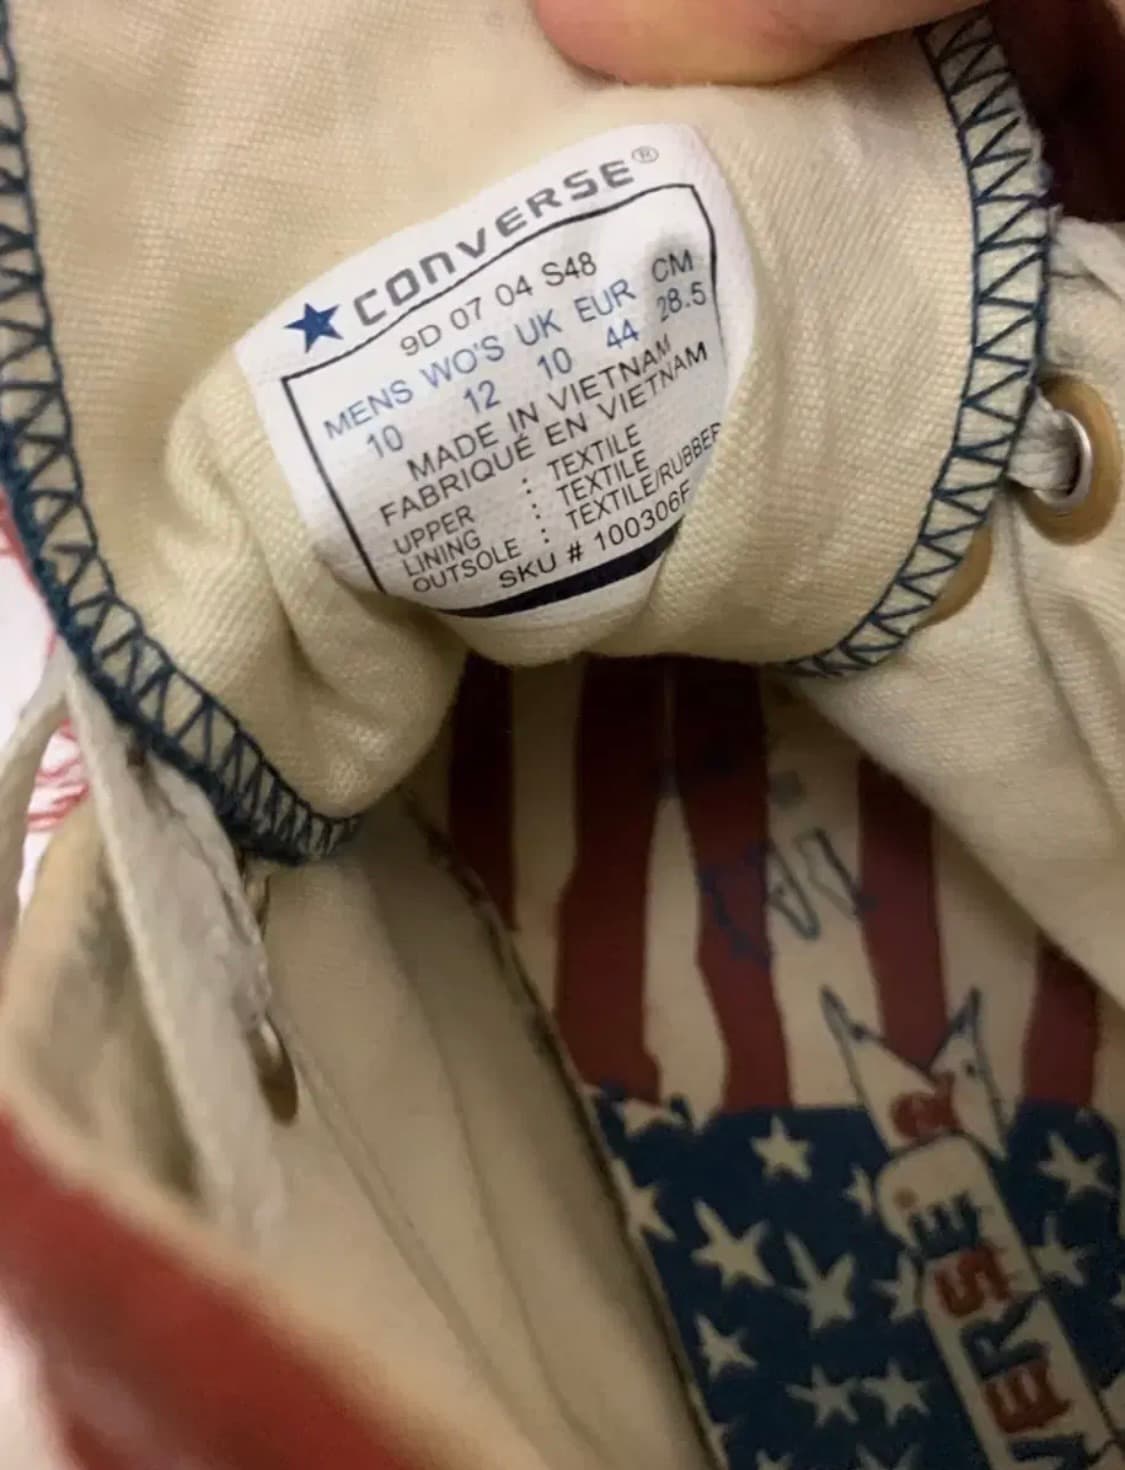 CONVERSE®
9D 07 04 S48
MENS WO'S UK EUR CM
10 12 10 44 28.5
MADE IN VIETNAM
FABRIQUÉ EN VIETNAM
UPPER : TEXTILE
LINING : TEXTILE
OUTSOLE : TEXTILE/RUBBER
SKU # 100306F
VERSE